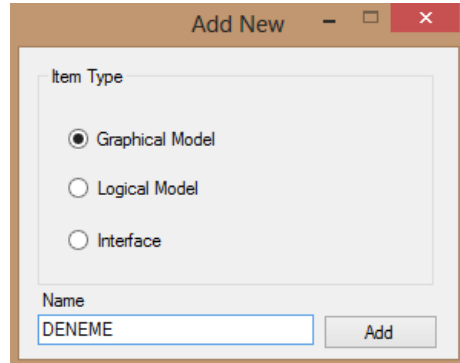 Add New
Item Type
Graphical Model
Logical Model
Interface
Name
DENEME
Add